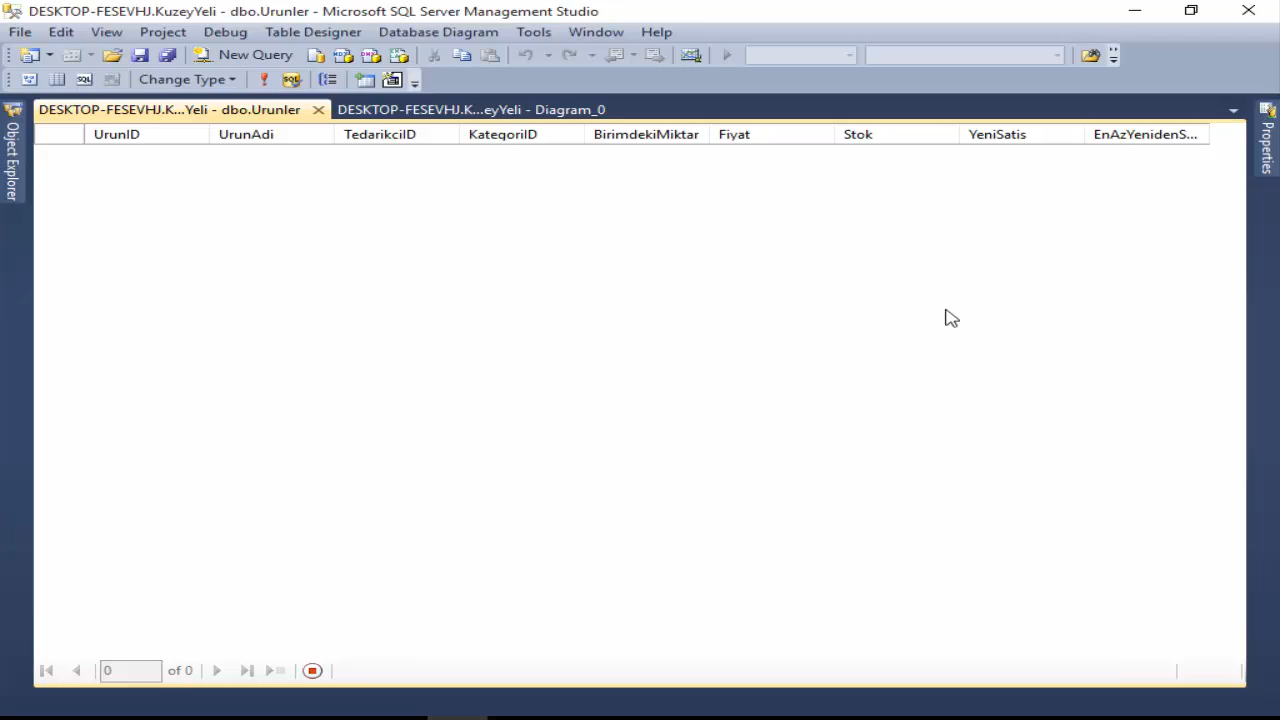 DESKTOP-FESEVHJ.KuzeyYeli - dbo.Urunler - Microsoft SQL Server Management Studio
File Edit View Project Debug Table Designer Database Diagram Tools Window Help
New Query
Change Type
DESKTOP-FESEVHJ.K...Yeli - dbo.Urunler DESKTOP-FESEVHJ.K...eyYeli - Diagram_0
Object Explorer
UrunID UrunAdi TedarikciID KategoriID BirimdekiMiktar Fiyat Stok YeniSatis EnAzYenidenS...
Properties
0 of 0